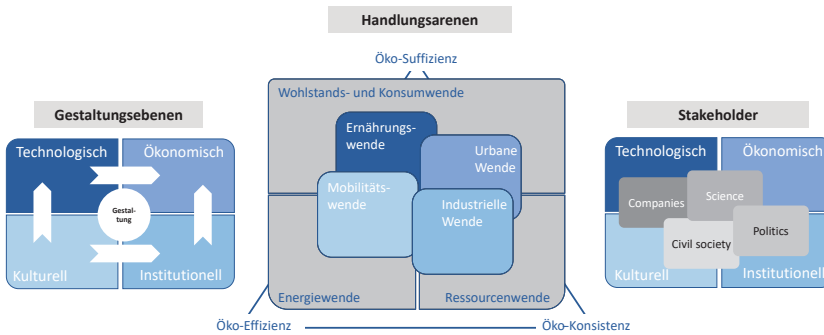 Handlungsarenen
Öko-Suffizienz
Wohlstands- und Konsumwende
Ernährungs-
wende
Urbane
Wende
Mobilitäts-
wende
Industrielle
Wende
Energiewende
Ressourcenwende
Öko-Effizienz
Öko-Konsistenz
Gestaltungsebenen
Technologisch
Ökonomisch
Gestal-
tung
Kulturell
Institutionell
Stakeholder
Technologisch
Ökonomisch
Companies
Science
Civil society
Politics
Kulturell
Institutionell